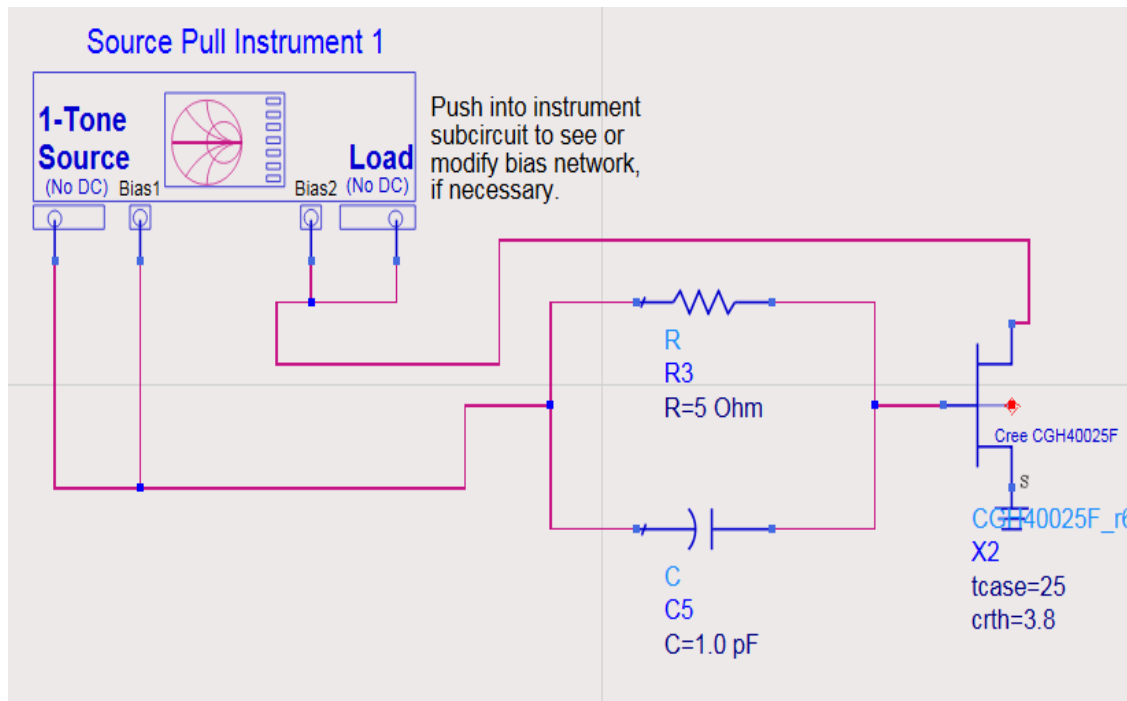 Source Pull Instrument 1
1-Tone
Source
(No DC)
Bias1
Bias2
Load
(No DC)
Push into instrument
subcircuit to see or
modify bias network,
if necessary.
R
R3
R=5 Ohm
C
C5
C=1.0 pF
Cree CGH40025F
S
CGH40025F_r6
X2
tcase=25
crth=3.8